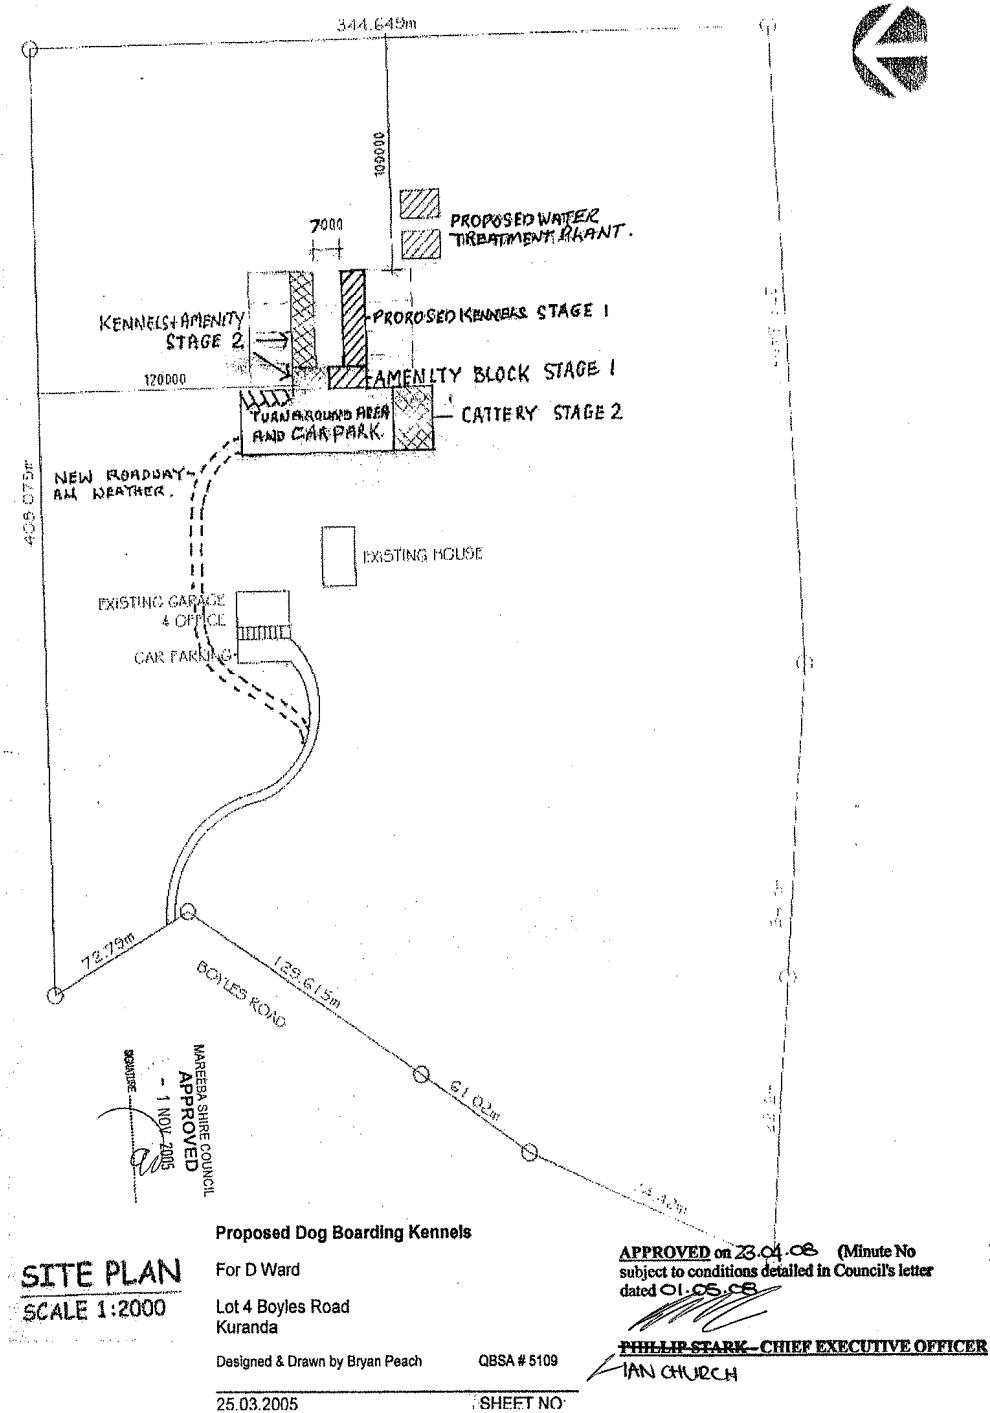 344.649m
100000
7000
PROPOSED WATER
TREATMENT PLANT.
KENNELS+AMENITY
STAGE 2
PROROSED KENNELS STAGE 1
120000
AMENITY BLOCK STAGE 1
TURNAROUND AREA
AND CAR PARK.
CATTERY STAGE 2
NEW ROADWAY
ALL WEATHER.
408.075m
EXISTING HOUSE
EXISTING GARAGE
& OFFICE
CAR PARKING
72.79m
BOYLES ROAD
129.615m
61.02m
MAREEBA SHIRE COUNCIL
APPROVED
- 1 NOV 2005
SIGNATURE
SITE PLAN
SCALE 1:2000
Proposed Dog Boarding Kennels
For D Ward
Lot 4 Boyles Road
Kuranda
Designed & Drawn by Bryan Peach QBSA # 5109
25.03.2005 SHEET NO:
APPROVED on 23.04.08 (Minute No
subject to conditions detailed in Council's letter
dated 01.05.08
PHILLIP STARK - CHIEF EXECUTIVE OFFICER
IAN CHURCH